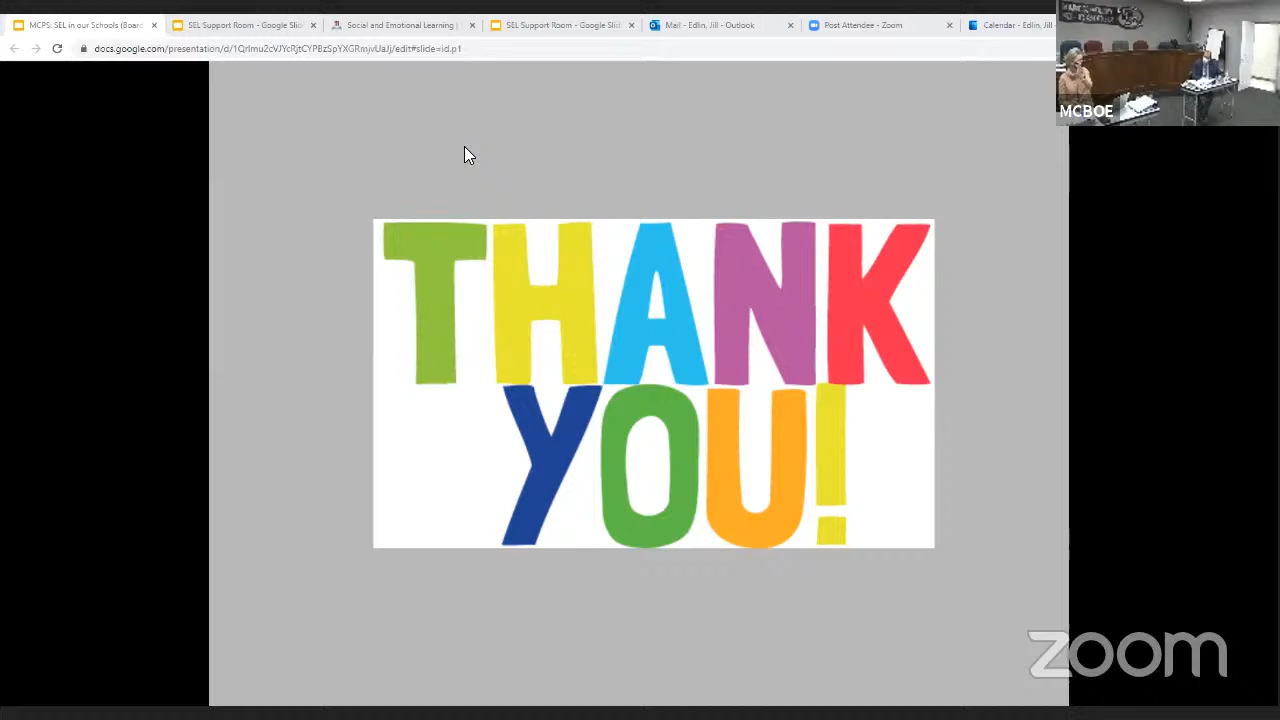 MCPS: SEL in our Schools (Board
SEL Support Room - Google Slid
Social and Emotional Learning |
SEL Support Room - Google Slid
Mail - Edlin, Jill - Outlook
Post Attendee - Zoom
Calendar - Edlin, Jill -
MCBOE
THANK
YOU!
zoom